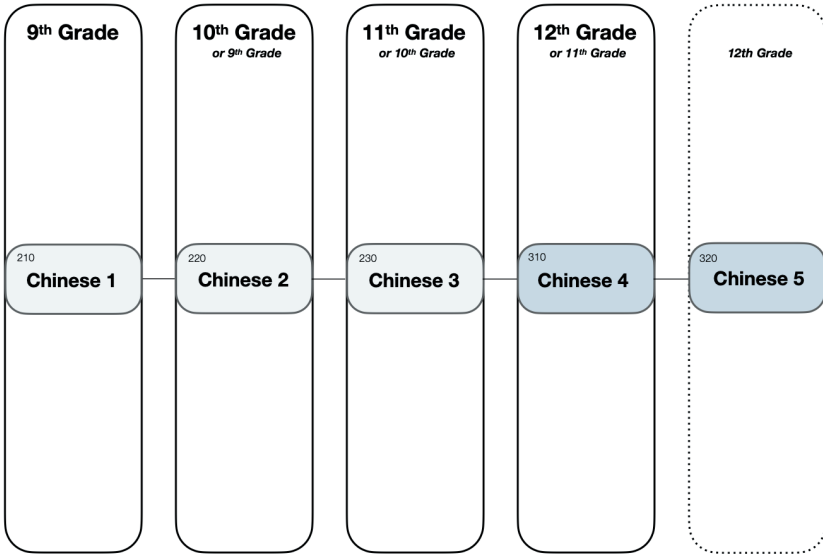 9th Grade
10th Grade
or 9th Grade
11th Grade
or 10th Grade
12th Grade
or 11th Grade
12th Grade
210
Chinese 1
220
Chinese 2
230
Chinese 3
310
Chinese 4
320
Chinese 5